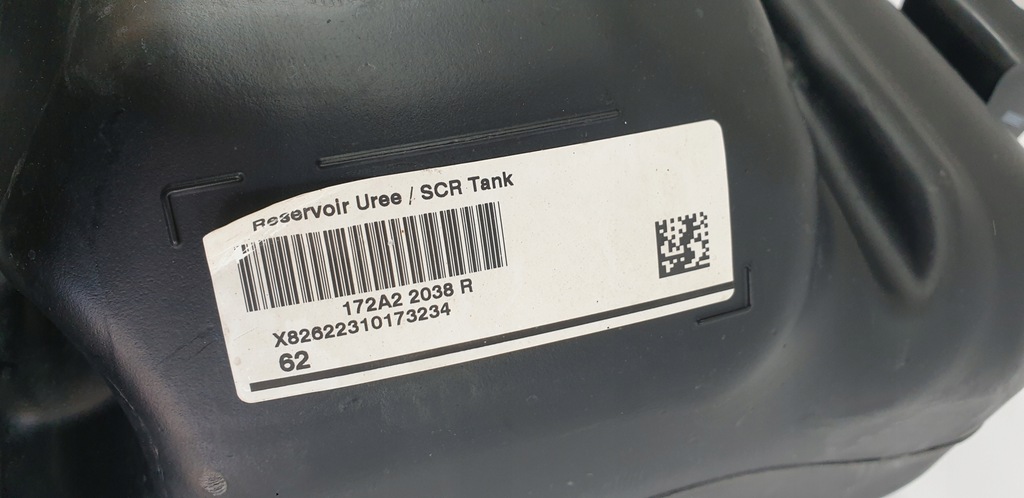 Reservoir Uree / SCR Tank
172A2 2038 R
X82622310173234
62